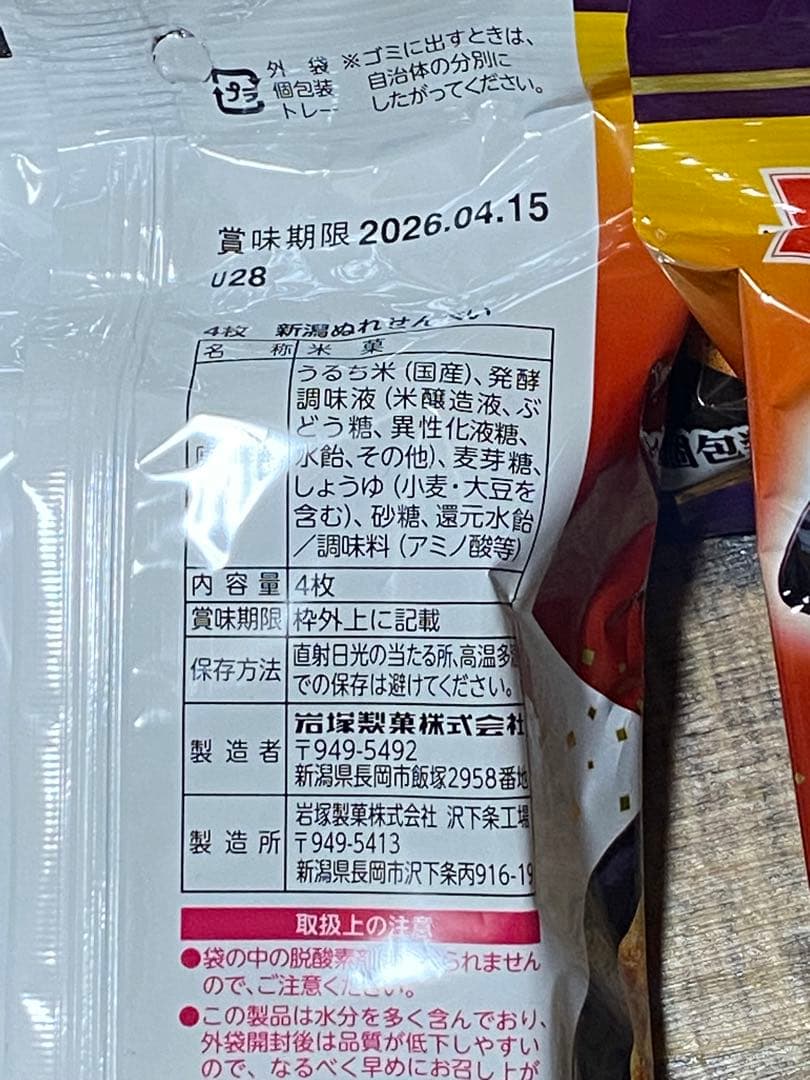 プラ
外袋
個包装
トレー
※ゴミに出すときは、
自治体の分別に
したがってください。
賞味期限 2026.04.15
U28
4枚 新潟ぬれせんべい
名称 米菓
うるち米(国産)、発酵
調味液(米醸造液、ぶ
どう糖、異性化液糖、
水飴、その他)、麦芽糖、
しょうゆ(小麦・大豆を
含む)、砂糖、還元水飴
/調味料(アミノ酸等)
内容量 4枚
賞味期限 枠外上に記載
保存方法 直射日光の当たる所、高温多湿
での保存は避けてください。
製造者 岩塚製菓株式会社
〒949-5492
新潟県長岡市飯塚2958番地
製造所 岩塚製菓株式会社 沢下条工場
〒949-5413
新潟県長岡市沢下条丙916-19
取扱上の注意
●袋の中の脱酸素剤 られません
ので、ご注意ください。
●この製品は水分を多く含んでおり、
外袋開封後は品質が低下しやすい
ので、なるべく早めにお召し上が
個包